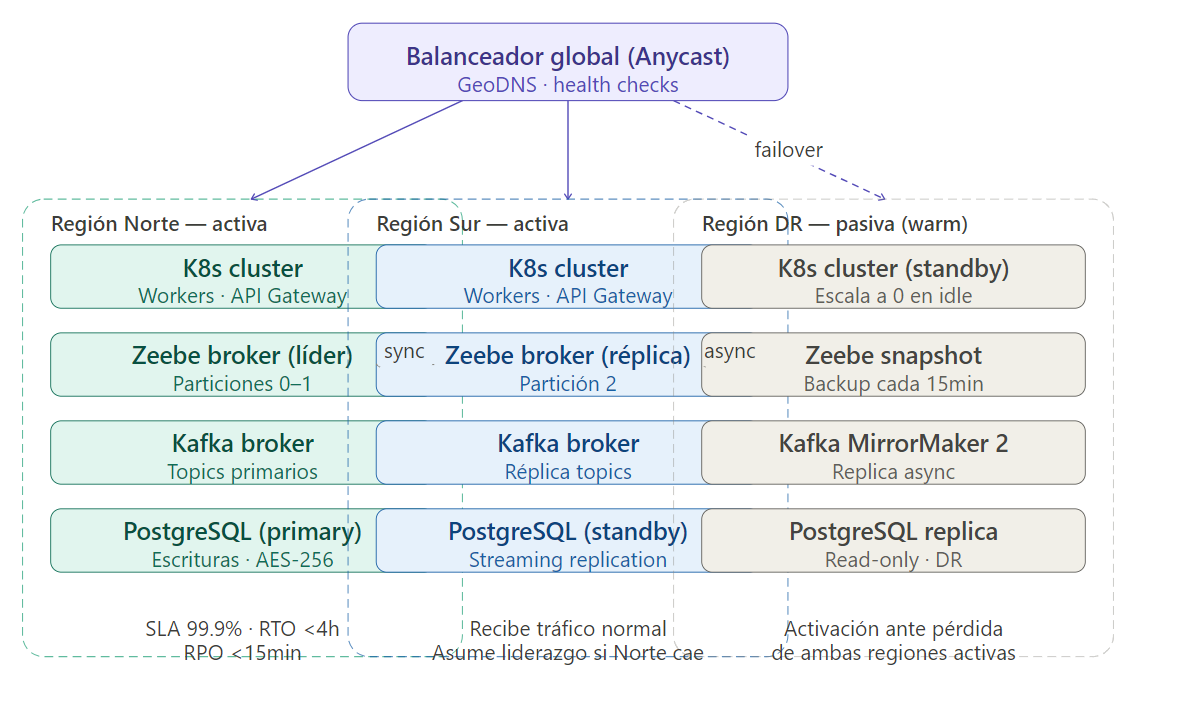 Balanceador global (Anycast)
GeoDNS · health checks
failover
Región Norte — activa
K8s cluster
Workers · API Gateway
Zeebe broker (líder)
Particiones 0–1
Kafka broker
Topics primarios
PostgreSQL (primary)
Escrituras · AES-256
SLA 99.9% · RTO <4h
RPO <15min
sync
Región Sur — activa
K8s cluster
Workers · API Gateway
Zeebe broker (réplica)
Partición 2
Kafka broker
Réplica topics
PostgreSQL (standby)
Streaming replication
Recibe tráfico normal
Asume liderazgo si Norte cae
async
Región DR — pasiva (warm)
K8s cluster (standby)
Escala a 0 en idle
Zeebe snapshot
Backup cada 15min
Kafka MirrorMaker 2
Replica async
PostgreSQL replica
Read-only · DR
Activación ante pérdida
de ambas regiones activas